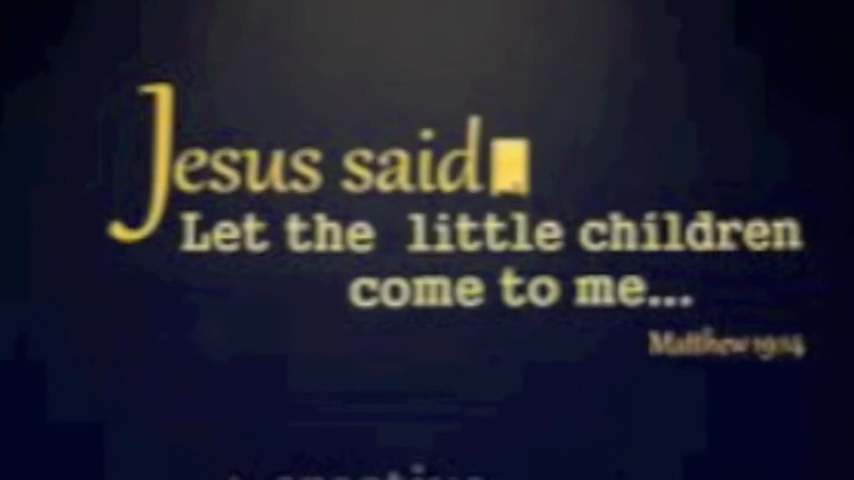 Jesus said
Let the little children
come to me...
Matthew 19:14